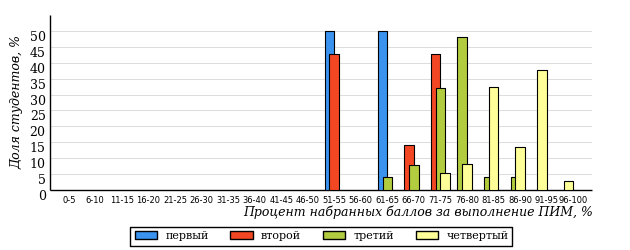 Доля студентов, %
50
45
40
35
30
25
20
15
10
5
0
0-5 6-10 11-15 16-20 21-25 26-30 31-35 36-40 41-45 46-50 51-55 56-60 61-65 66-70 71-75 76-80 81-85 86-90 91-95 96-100
Процент набранных баллов за выполнение ПИМ, %
первый второй третий четвертый